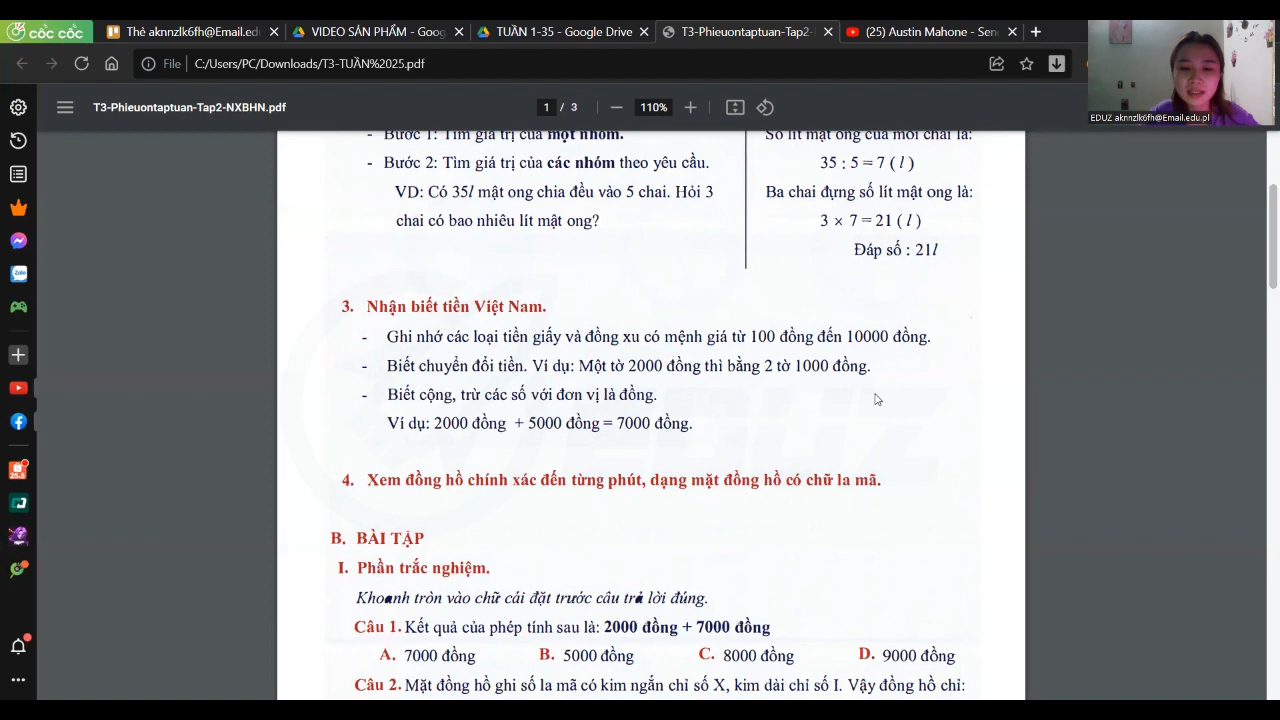 CỐC CỐC
Thẻ aknnzlk6fh@Email.edu
VIDEO SẢN PHẨM - Goog
TUẦN 1-35 - Google Drive
T3-Phieuontaptuan-Tap2-
(25) Austin Mahone - Sen
File
C:/Users/PC/Downloads/T3-TUẦN%2025.pdf
T3-Phieuontaptuan-Tap2-NXBHN.pdf
1 / 3
110%
EDUZ aknnzlk6fh@Email.edu.pl
- Bước 1: Tìm giá trị của một nhóm.
- Bước 2: Tìm giá trị của các nhóm theo yêu cầu.
VD: Có 35l mật ong chia đều vào 5 chai. Hỏi 3
chai có bao nhiêu lít mật ong?
Số lít mật ong của mỗi chai là:
35 : 5 = 7 ( l )
Ba chai đựng số lít mật ong là:
3 × 7 = 21 ( l )
Đáp số : 21l
3. Nhận biết tiền Việt Nam.
- Ghi nhớ các loại tiền giấy và đồng xu có mệnh giá từ 100 đồng đến 10000 đồng.
- Biết chuyển đổi tiền. Ví dụ: Một tờ 2000 đồng thì bằng 2 tờ 1000 đồng.
- Biết cộng, trừ các số với đơn vị là đồng.
Ví dụ: 2000 đồng + 5000 đồng = 7000 đồng.
EDUZ
4. Xem đồng hồ chính xác đến từng phút, dạng mặt đồng hồ có chữ la mã.
B. BÀI TẬP
I. Phần trắc nghiệm.
Khoanh tròn vào chữ cái đặt trước câu trả lời đúng.
Câu 1. Kết quả của phép tính sau là: 2000 đồng + 7000 đồng
A. 7000 đồng B. 5000 đồng C. 8000 đồng D. 9000 đồng
Câu 2. Mặt đồng hồ ghi số la mã có kim ngắn chỉ số X, kim dài chỉ số I. Vậy đồng hồ chỉ:
Zalo
25.5